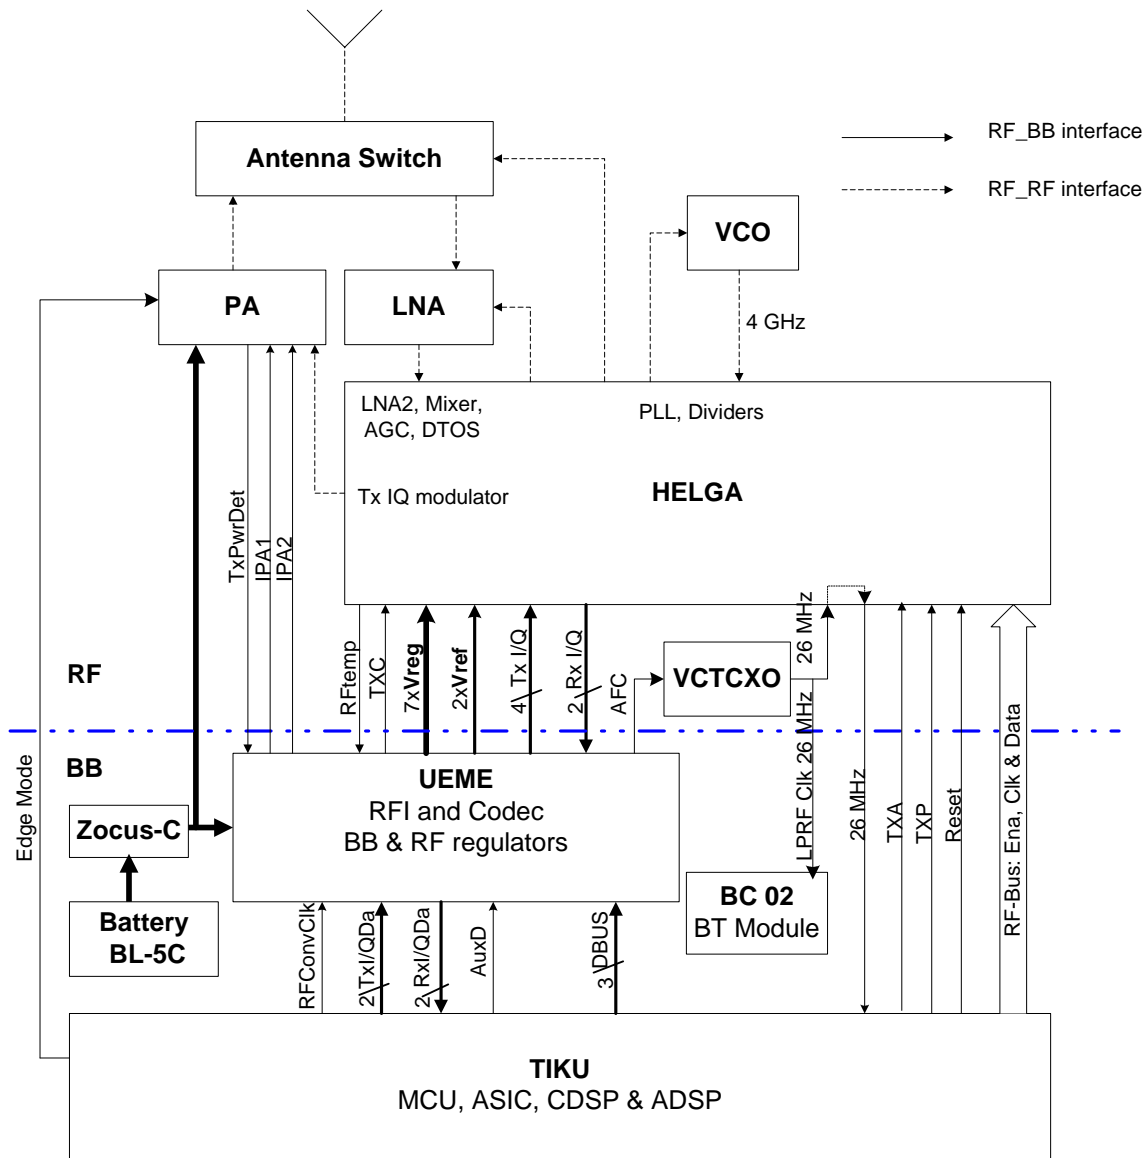 RF_BB interface
Antenna Switch
RF_RF interface
VCO
PA
LNA
4 GHz
LNA2, Mixer,
AGC, DTOS
PLL, Dividers
HELGA
Tx IQ modulator
TxPwrDet
IPA1
IPA2
RF
RFtemp
TXC
7xVreg
2xVref
4 Tx I/Q
2 Rx I/Q
AFC
VCTCXO
26 MHz
LPRF Clk 26 MHz
26 MHz
TXA
TXP
Reset
RF-Bus: Ena, Clk & Data
BB
Edge Mode
UEME
RFI and Codec
BB & RF regulators
Zocus-C
Battery
BL-5C
BC 02
BT Module
RFConvClk
2 TxI/QDa
2 RxI/QDa
AuxD
3 DBUS
TIKU
MCU, ASIC, CDSP & ADSP